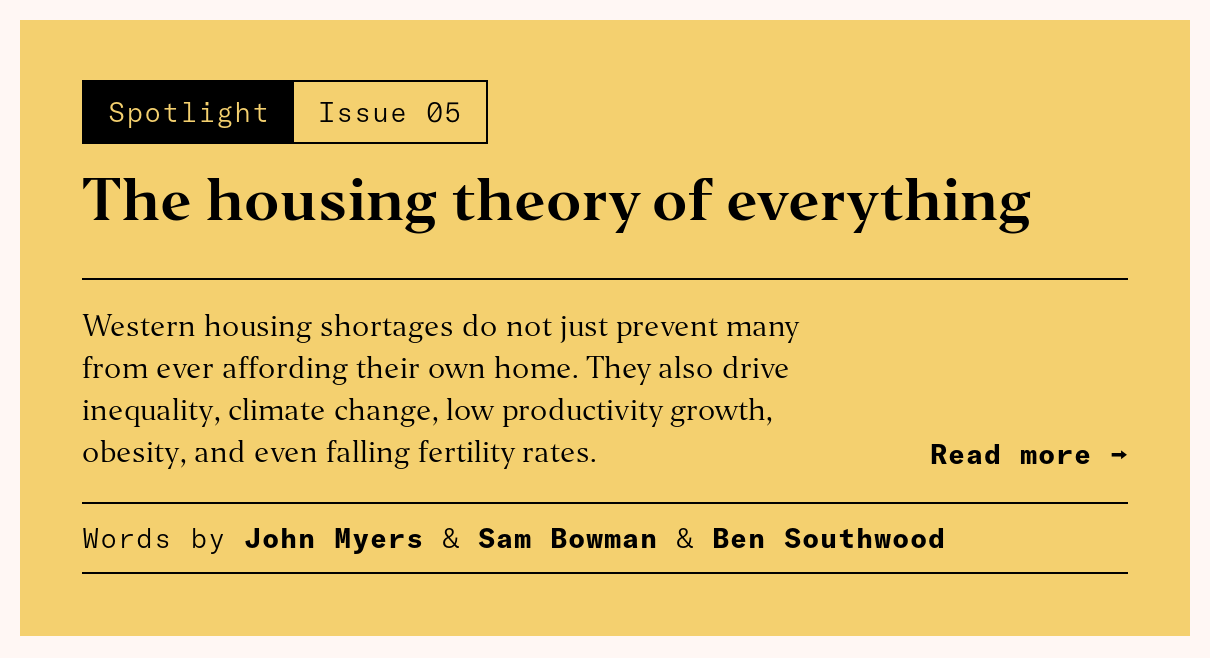 Spotlight Issue 05
The housing theory of everything
Western housing shortages do not just prevent many
from ever affording their own home. They also drive
inequality, climate change, low productivity growth,
obesity, and even falling fertility rates.
Read more →
Words by John Myers & Sam Bowman & Ben Southwood